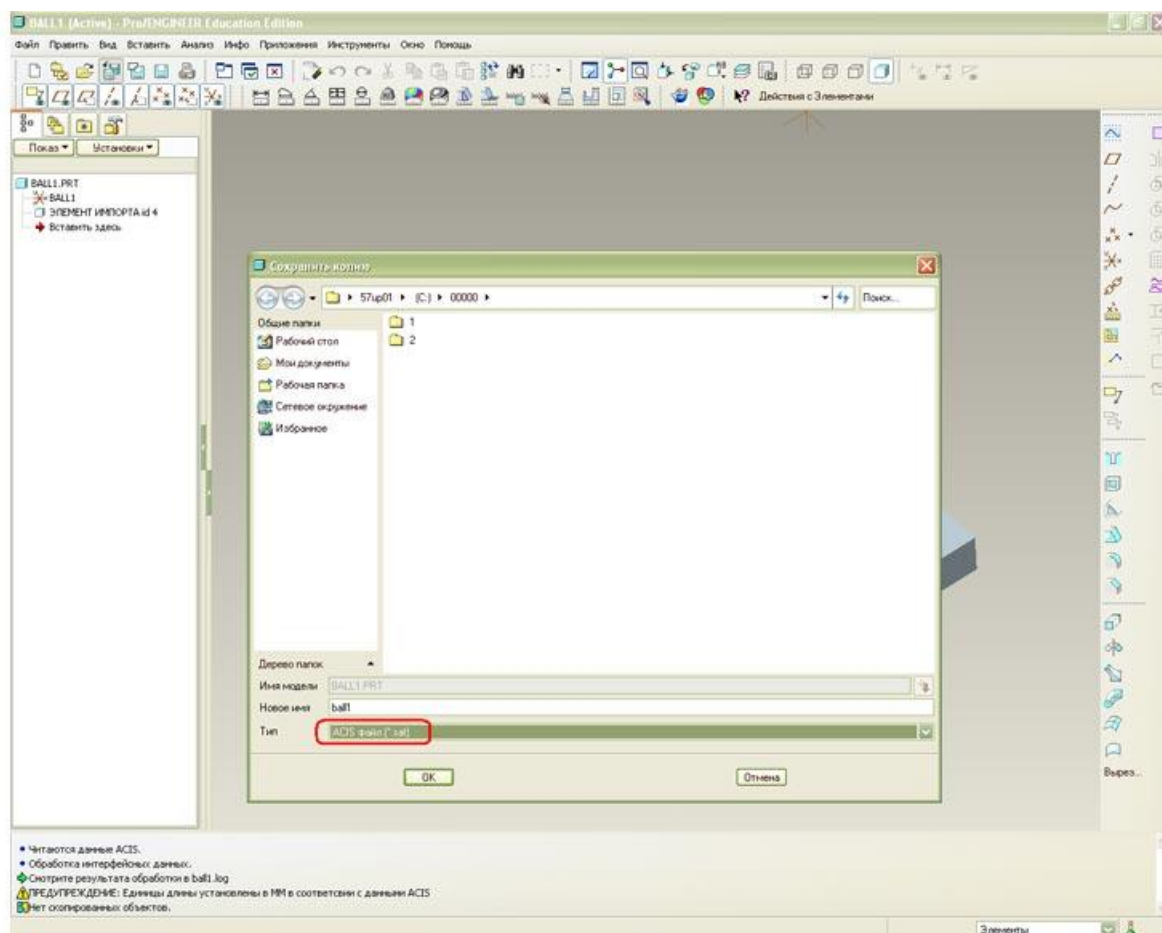 BALL1 (Active) - Pro/ENGINEER Education Edition
Файл Править Вид Вставить Анализ Инфо Приложения Инструменты Окно Помощь
Действия с Элементами
Показ Установки
BALL1.PRT
BALL1
ЭЛЕМЕНТ ИМПОРТА id 4
Вставить здесь
Сохранить копию
57up01 (C:) 00000 Поиск...
Общие папки
1
Рабочий стол
2
Мои документы
Рабочая папка
Сетевое окружение
Избранное
Дерево папок
Имя модели BALL1.PRT
Новое имя ball1
Тип ACIS файл (*.sat)
OK Отмена
Вырез...
Читаются данные ACIS.
Обработка интерфейсных данных.
Смотрите результата обработки в ball1.log
ПРЕДУПРЕЖДЕНИЕ: Единицы длины установлены в ММ в соответсвии с данными ACIS
Нет скопированных объектов.
Элементы